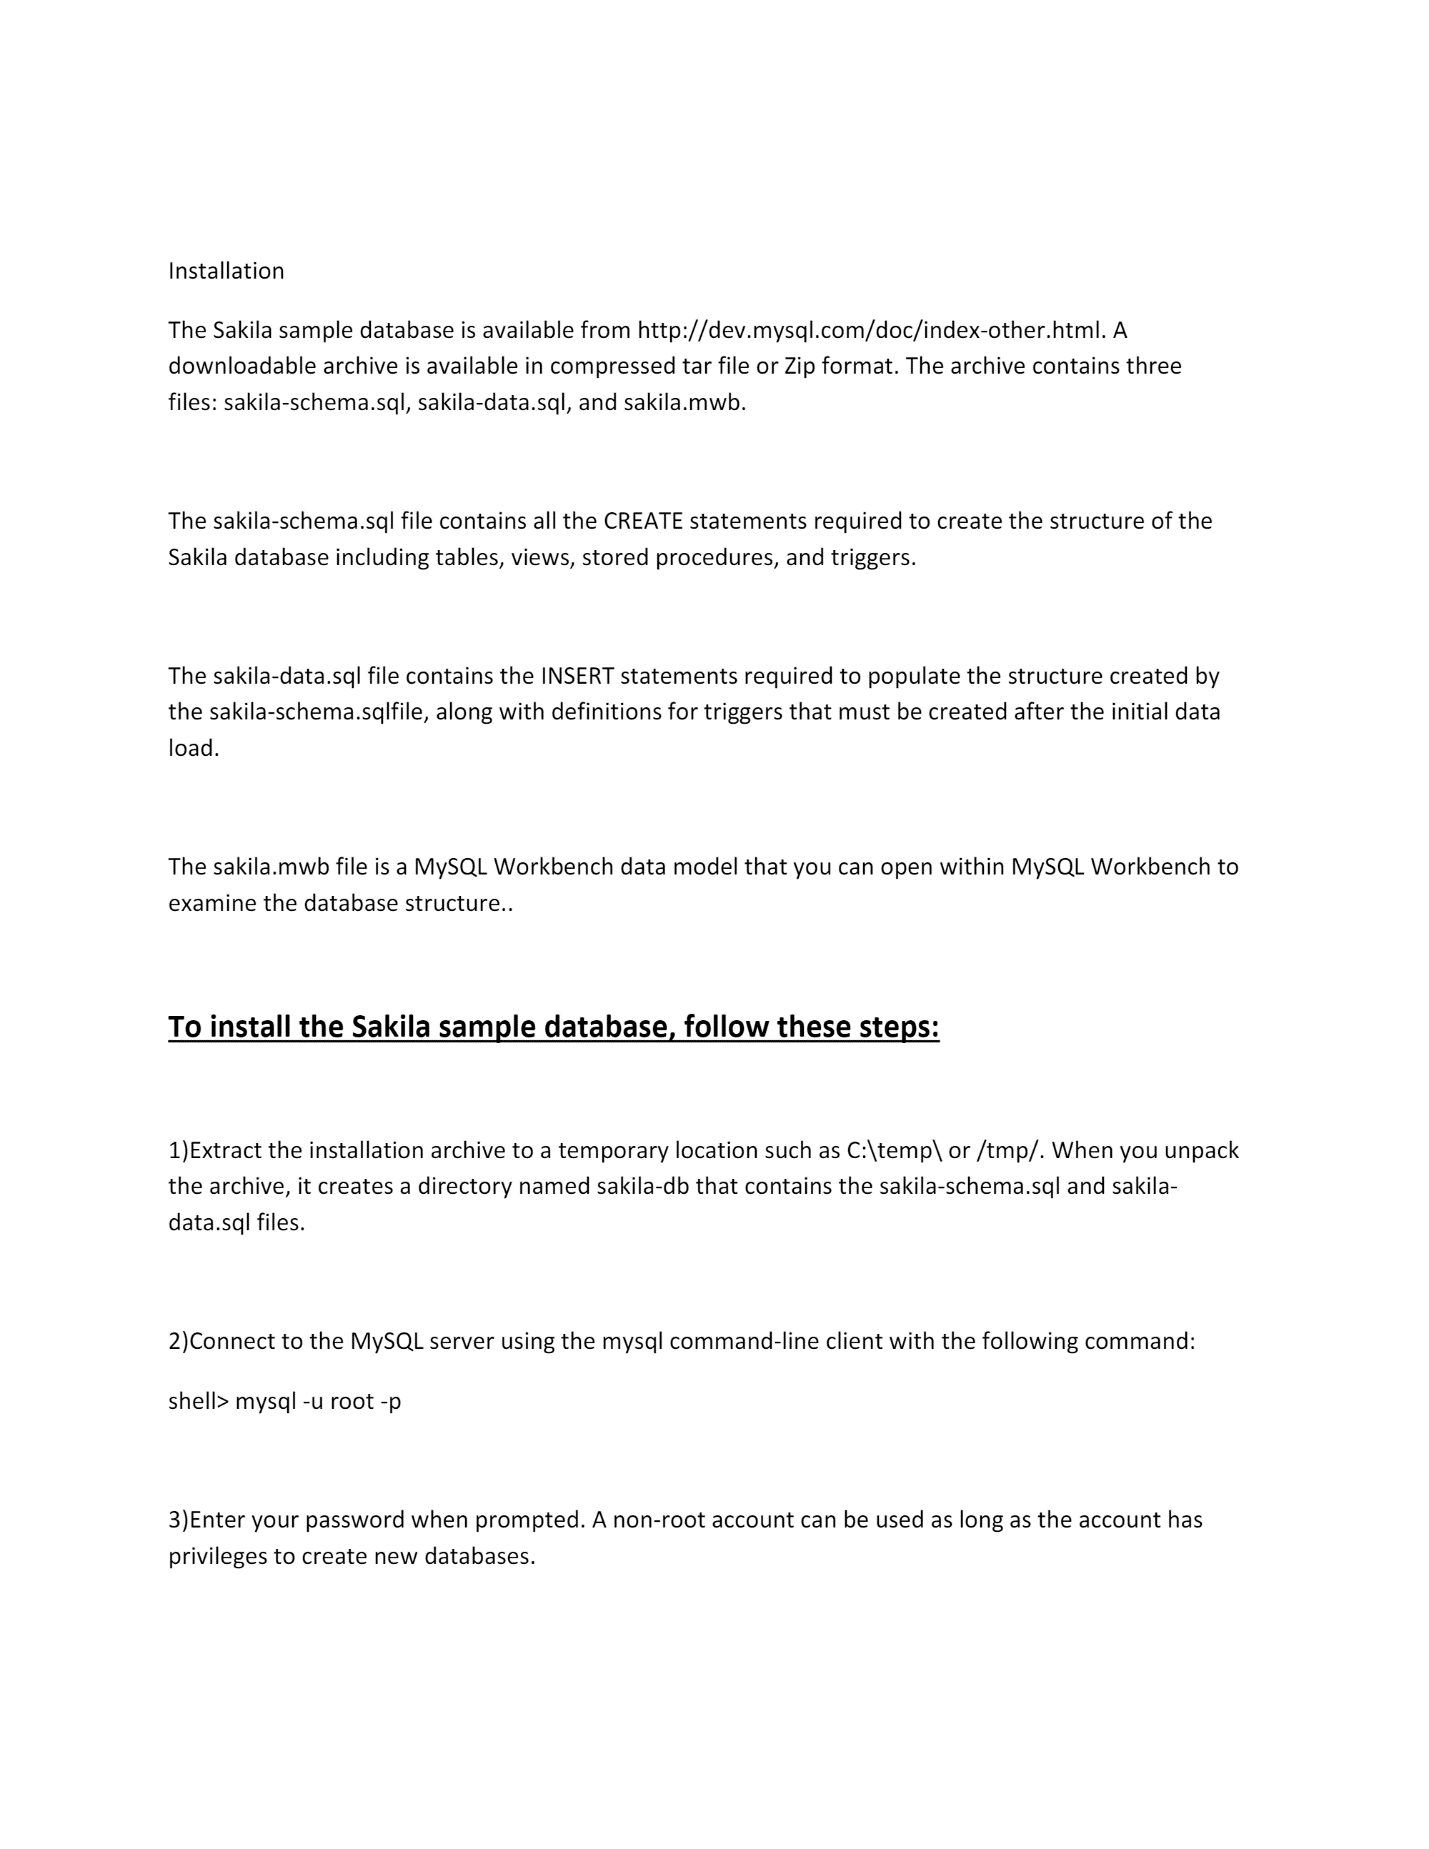 Installation
The Sakila sample database is available from http://dev.mysql.com/doc/index-other.html. A
downloadable archive is available in compressed tar file or Zip format. The archive contains three
files: sakila-schema.sql, sakila-data.sql, and sakila.mwb.
The sakila-schema.sql file contains all the CREATE statements required to create the structure of the
Sakila database including tables, views, stored procedures, and triggers.
The sakila-data.sql file contains the INSERT statements required to populate the structure created by
the sakila-schema.sqlfile, along with definitions for triggers that must be created after the initial data
load.
The sakila.mwb file is a MySQL Workbench data model that you can open within MySQL Workbench to
examine the database structure..
To install the Sakila sample database, follow these steps:
1)Extract the installation archive to a temporary location such as C:\temp\ or /tmp/. When you unpack
the archive, it creates a directory named sakila-db that contains the sakila-schema.sql and sakila-
data.sql files.
2)Connect to the MySQL server using the mysql command-line client with the following command:
shell> mysql -u root -p
3)Enter your password when prompted. A non-root account can be used as long as the account has
privileges to create new databases.